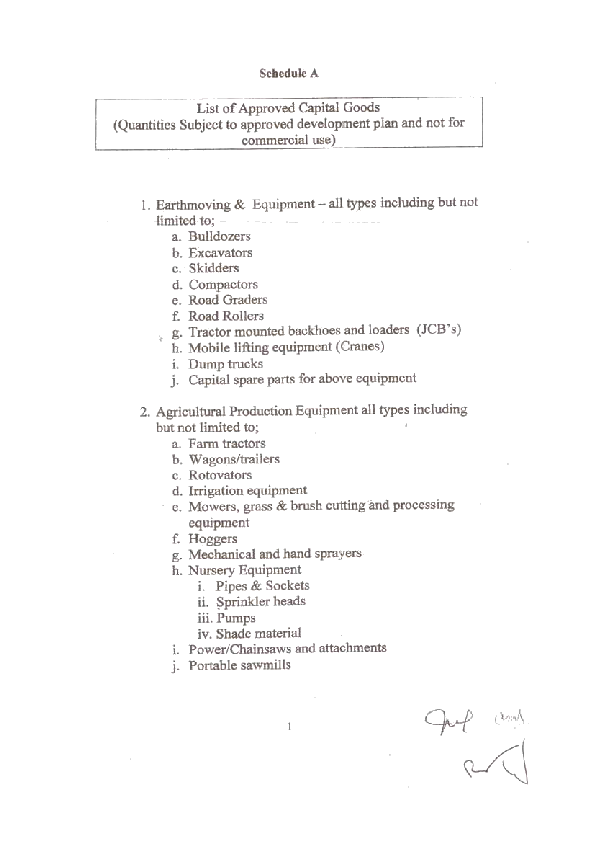 Schedule A
List of Approved Capital Goods
(Quantities Subject to approved development plan and not for
commercial use)
1. Earthmoving & Equipment – all types including but not
limited to; –
a. Bulldozers
b. Excavators
c. Skidders
d. Compactors
e. Road Graders
f. Road Rollers
g. Tractor mounted backhoes and loaders (JCB's)
h. Mobile lifting equipment (Cranes)
i. Dump trucks
j. Capital spare parts for above equipment
2. Agricultural Production Equipment all types including
but not limited to;
a. Farm tractors
b. Wagons/trailers
c. Rotovators
d. Irrigation equipment
e. Mowers, grass & brush cutting and processing
equipment
f. Hoggers
g. Mechanical and hand sprayers
h. Nursery Equipment
i. Pipes & Sockets
ii. Sprinkler heads
iii. Pumps
iv. Shade material
i. Power/Chainsaws and attachments
j. Portable sawmills
1